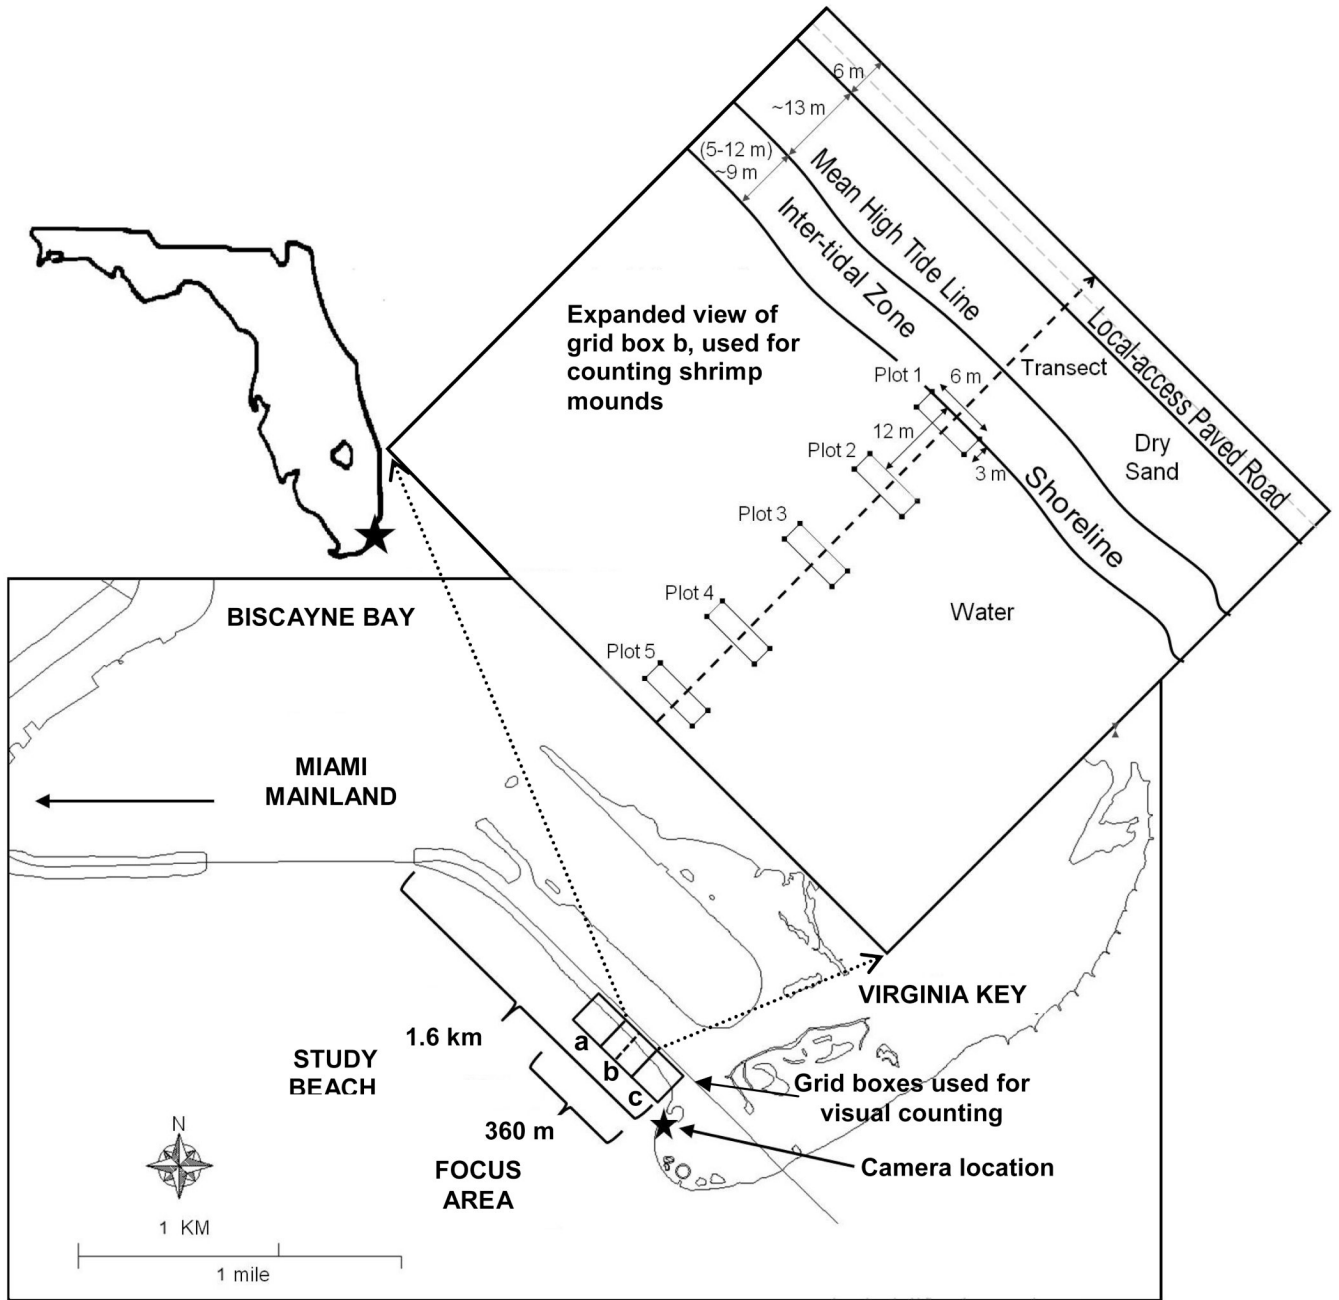 6 m
~13 m
(5-12 m)
~9 m
Mean High Tide Line
Inter-tidal Zone
Expanded view of
grid box b, used for
counting shrimp
mounds
Local-access Paved Road
Transect
Plot 1
6 m
12 m
3 m
Dry
Sand
Plot 2
Shoreline
Plot 3
Plot 4
Water
Plot 5
BISCAYNE BAY
MIAMI
MAINLAND
VIRGINIA KEY
1.6 km
a
b
c
STUDY
BEACH
Grid boxes used for
visual counting
360 m
FOCUS
AREA
Camera location
N
1 KM
1 mile